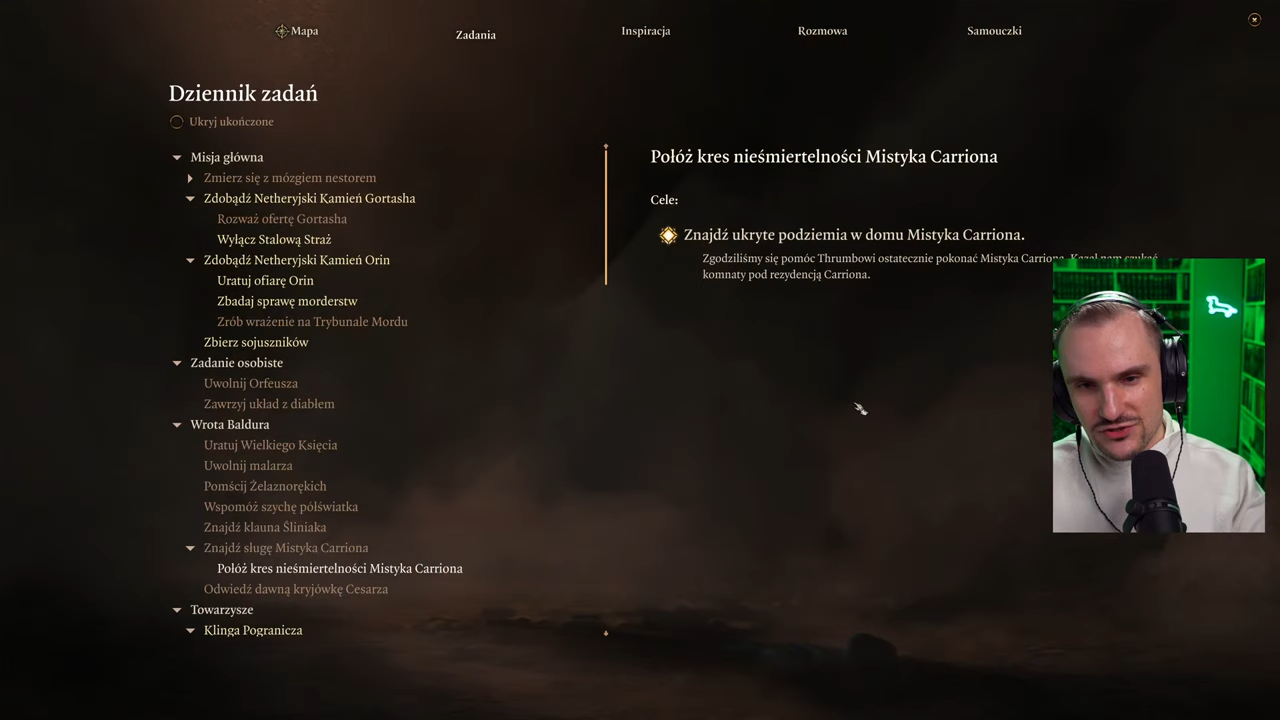 Mapa
Zadania
Inspiracja
Rozmowa
Samouczki
Dziennik zadań
Ukryj ukończone
Misja główna
Zmierz się z mózgiem nestorem
Zdobądź Netheryjski Kamień Gortasha
Rozważ ofertę Gortasha
Wyłącz Stalową Straż
Zdobądź Netheryjski Kamień Orin
Uratuj ofiarę Orin
Zbadaj sprawę morderstw
Zrób wrażenie na Trybunale Mordu
Zbierz sojuszników
Zadanie osobiste
Uwolnij Orfeusza
Zawrzyj układ z diabłem
Wrota Baldura
Uratuj Wielkiego Księcia
Uwolnij malarza
Pomścij Żelaznorękich
Wspomóż szychę półświatka
Znajdź klauna Śliniaka
Znajdź sługę Mistyka Carriona
Połóż kres nieśmiertelności Mistyka Carriona
Odwiedź dawną kryjówkę Cesarza
Towarzysze
Klinga Pogranicza
Połóż kres nieśmiertelności Mistyka Carriona
Cele:
Znajdź ukryte podziemia w domu Mistyka Carriona.
Zgodziliśmy się pomóc Thrumbowi ostatecznie pokonać Mistyka Carriona. Kazał nam szukać
komnaty pod rezydencją Carriona.